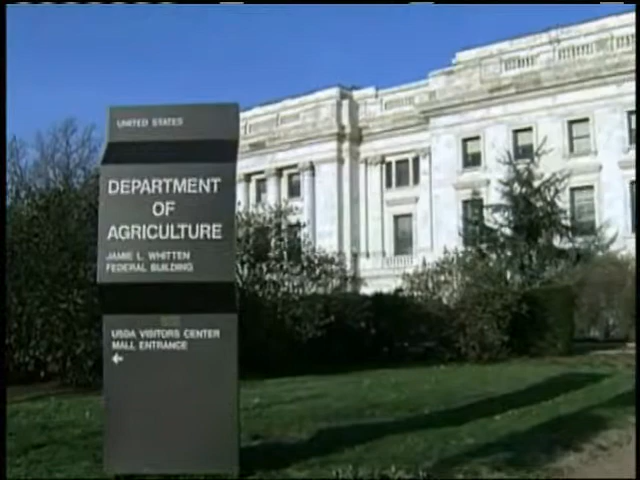 UNITED STATES
DEPARTMENT
OF
AGRICULTURE
JAMIE L. WHITTEN
FEDERAL BUILDING
USDA VISITORS CENTER
MALL ENTRANCE